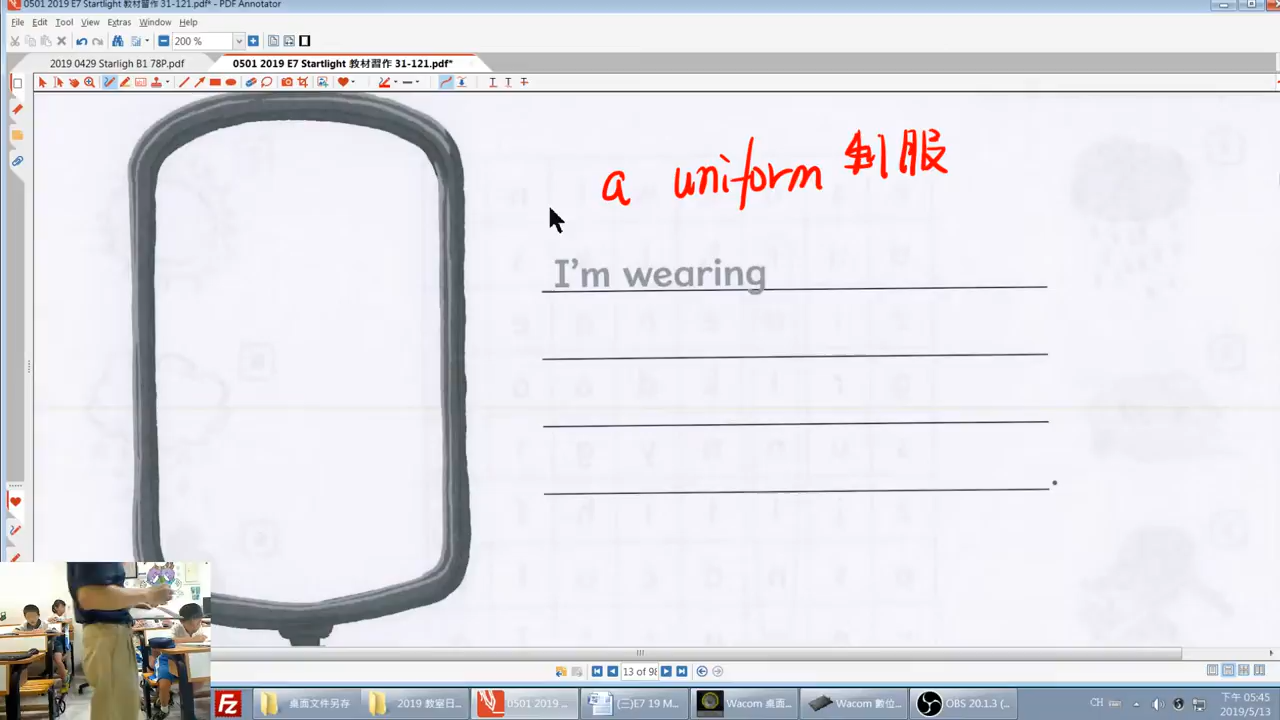 0501 2019 E7 Startlight 教材習作 31-121.pdf* - PDF Annotator
File Edit Tool View Extras Window Help
200 %
2019 0429 Starligh B1 78P.pdf
0501 2019 E7 Startlight 教材習作 31-121.pdf*
a uniform 制服
I'm wearing
.
13 of 98
桌面文件另存
2019 教室日...
0501 2019 ...
(三)E7 19 M...
Wacom 桌面...
Wacom 數位...
OBS 20.1.3 (...
CH
下午 05:45
2019/5/13